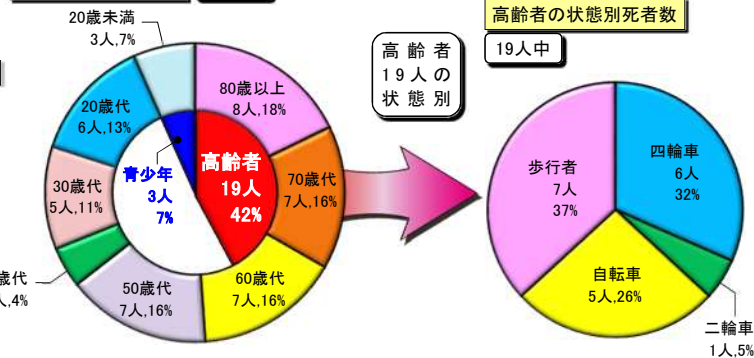 20歳未満
3人,7%
80歳以上
8人,18%
20歳代
6人,13%
高齢者
19人
42%
青少年
3人
7%
70歳代
7人,16%
30歳代
5人,11%
歳代
人,4%
50歳代
7人,16%
60歳代
7人,16%
高齢者
19人の
状態別
高齢者の状態別死者数
19人中
歩行者
7人
37%
四輪車
6人
32%
自転車
5人,26%
二輪車
1人,5%